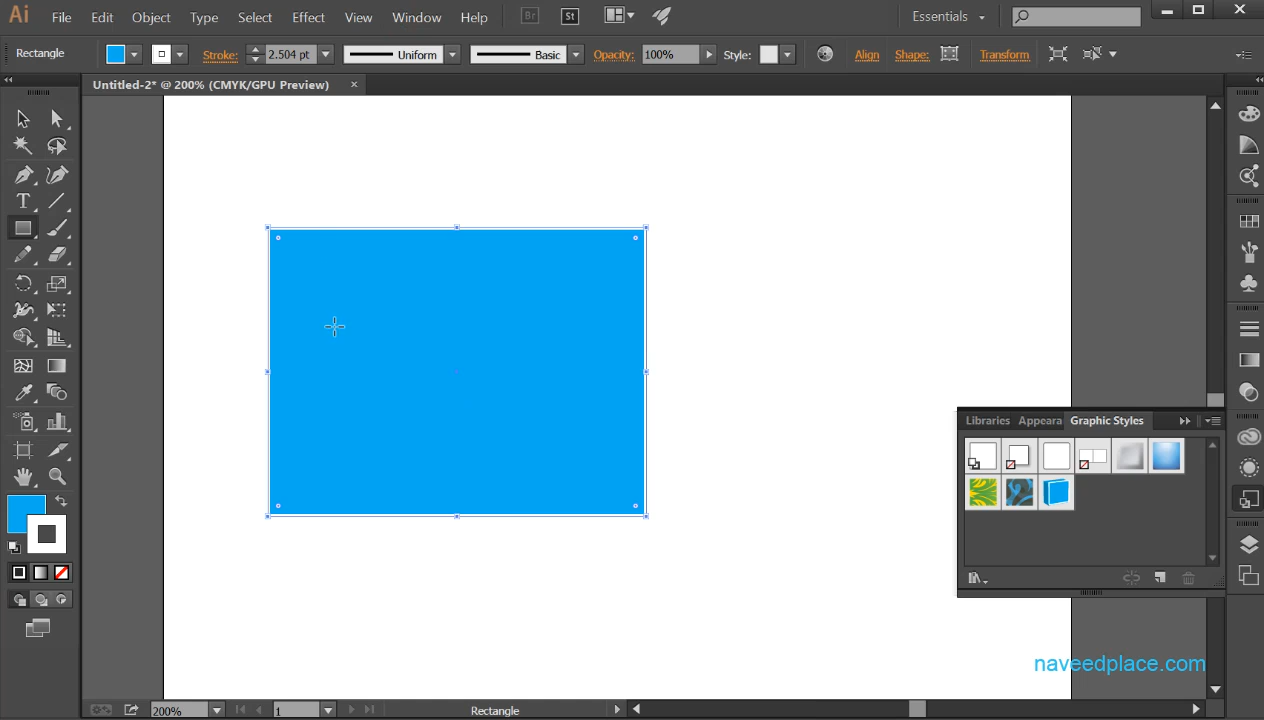 Ai File Edit Object Type Select Effect View Window Help Br St Essentials
Rectangle Stroke: 2.504 pt Uniform Basic Opacity: 100% Style: Align Shape: Transform
Untitled-2* @ 200% (CMYK/GPU Preview) ×
T
Libraries Appeara Graphic Styles
naveedplace.com
200% 1 Rectangle